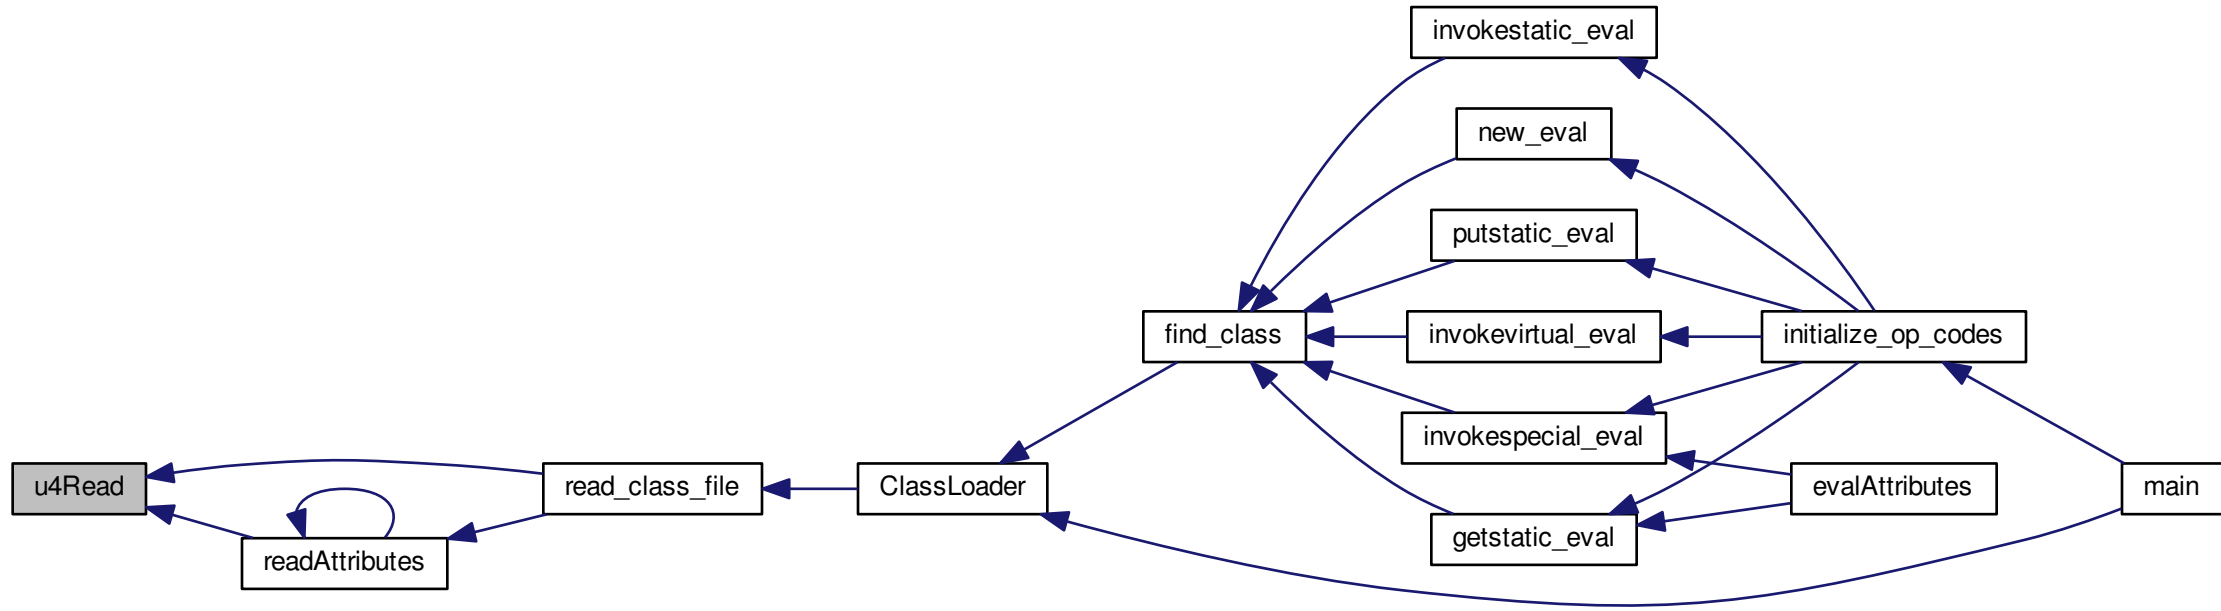 invokestatic_eval
new_eval
putstatic_eval
find_class
invokevirtual_eval
initialize_op_codes
invokespecial_eval
u4Read
read_class_file
ClassLoader
evalAttributes
main
getstatic_eval
readAttributes